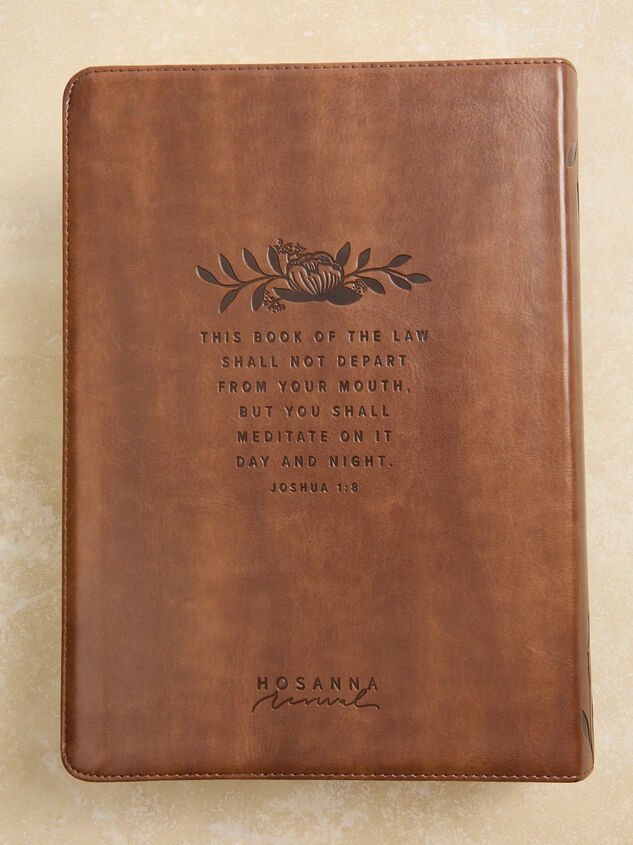 THIS BOOK OF THE LAW
SHALL NOT DEPART
FROM YOUR MOUTH,
BUT YOU SHALL
MEDITATE ON IT
DAY AND NIGHT.
JOSHUA 1:8
HOSANNA
revival